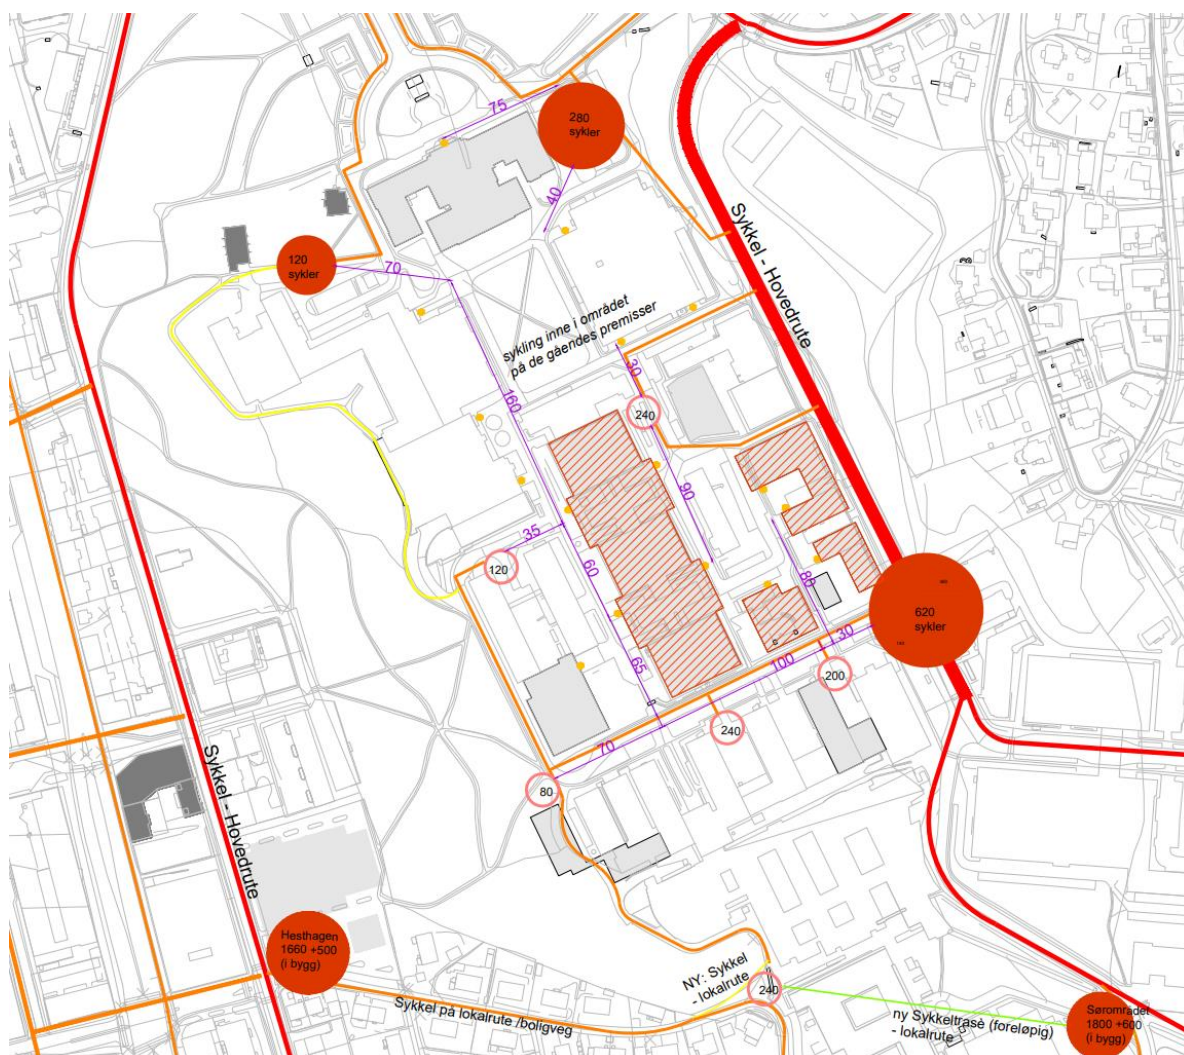 75
280
sykler
40
120
sykler
70
Sykkel - Hovedrute
sykling inne i området
på de gåendes premisser
30
160
240
90
35
120
60
80
620
sykler
30
65
100
200
240
70
80
Sykkel - Hovedrute
Hesthagen
1660 +500
(i bygg)
NY: Sykkel
- lokalrute
240
Sykkel på lokalrute /boligveg
ny Sykkeltrasè (foreløpig)
- lokalrute
Sørområdet
1800 +600
(i bygg)